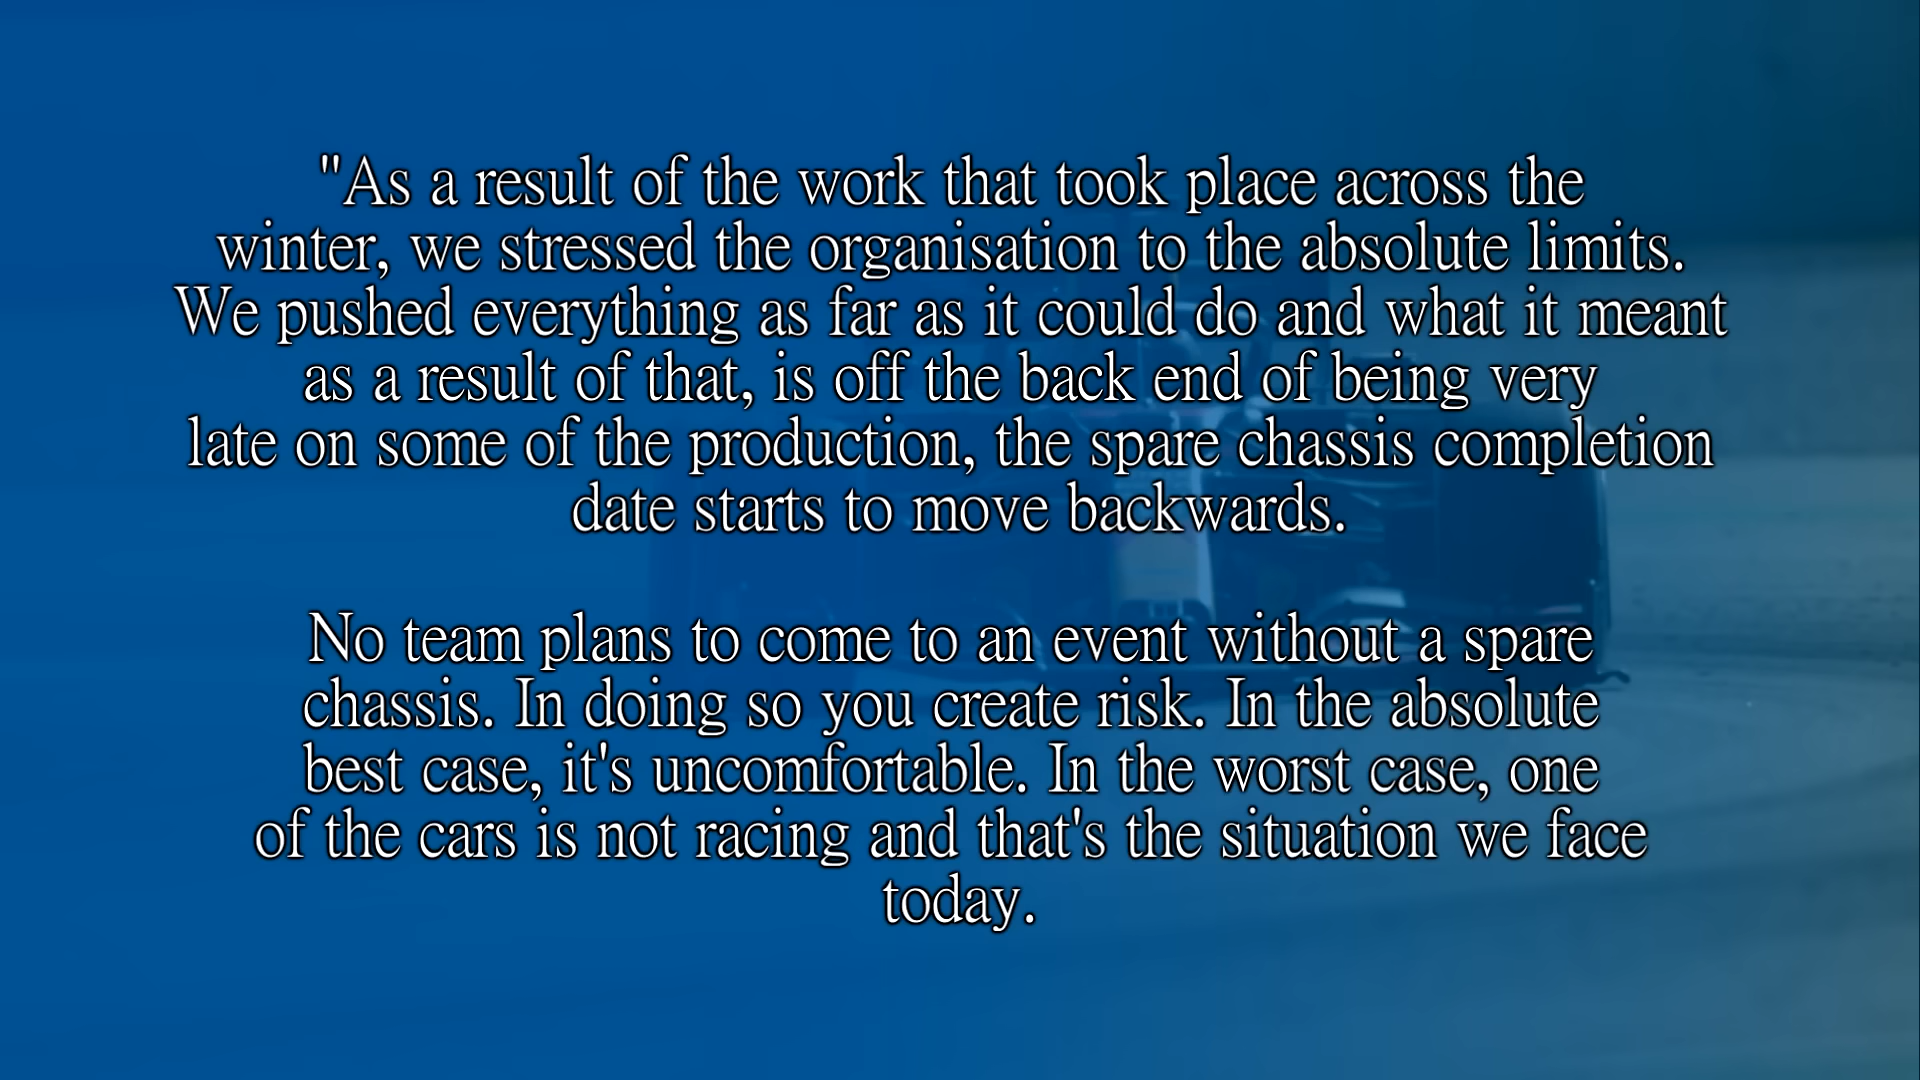 "As a result of the work that took place across the
winter, we stressed the organisation to the absolute limits.
We pushed everything as far as it could do and what it meant
as a result of that, is off the back end of being very
late on some of the production, the spare chassis completion
date starts to move backwards.
No team plans to come to an event without a spare
chassis. In doing so you create risk. In the absolute
best case, it's uncomfortable. In the worst case, one
of the cars is not racing and that's the situation we face
today.